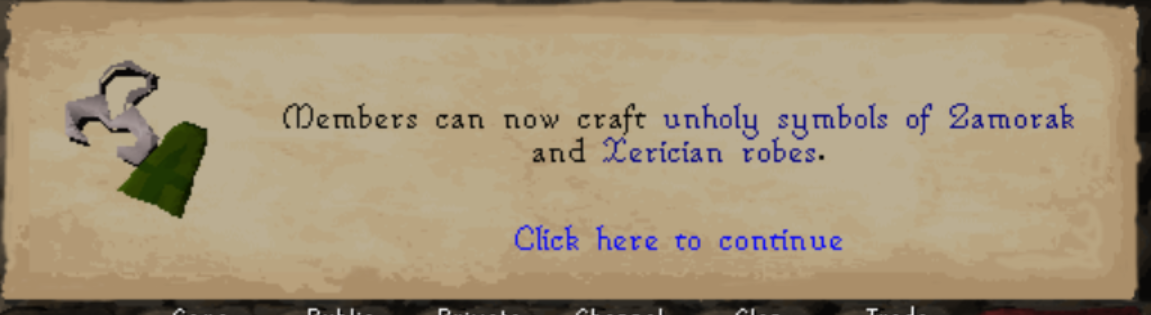 Members can now craft unholy symbols of Zamorak
and Xerician robes.
Click here to continue